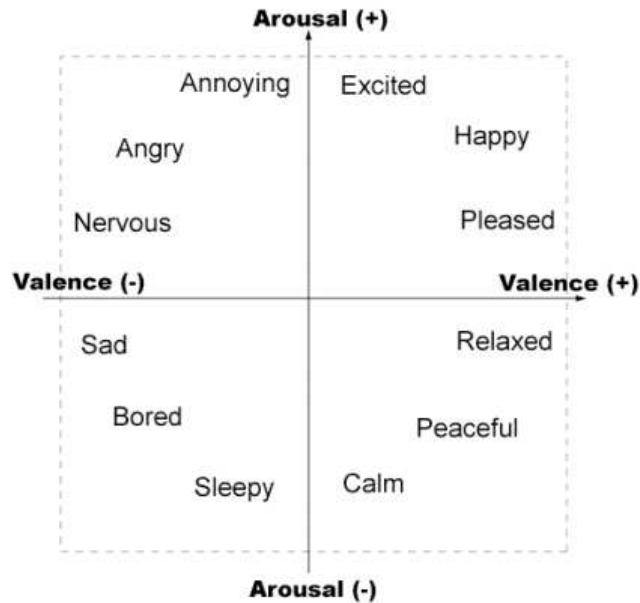 Arousal (+)
Annoying
Excited
Happy
Angry
Nervous
Pleased
Valence (-)
Valence (+)
Sad
Relaxed
Bored
Peaceful
Sleepy
Calm
Arousal (-)